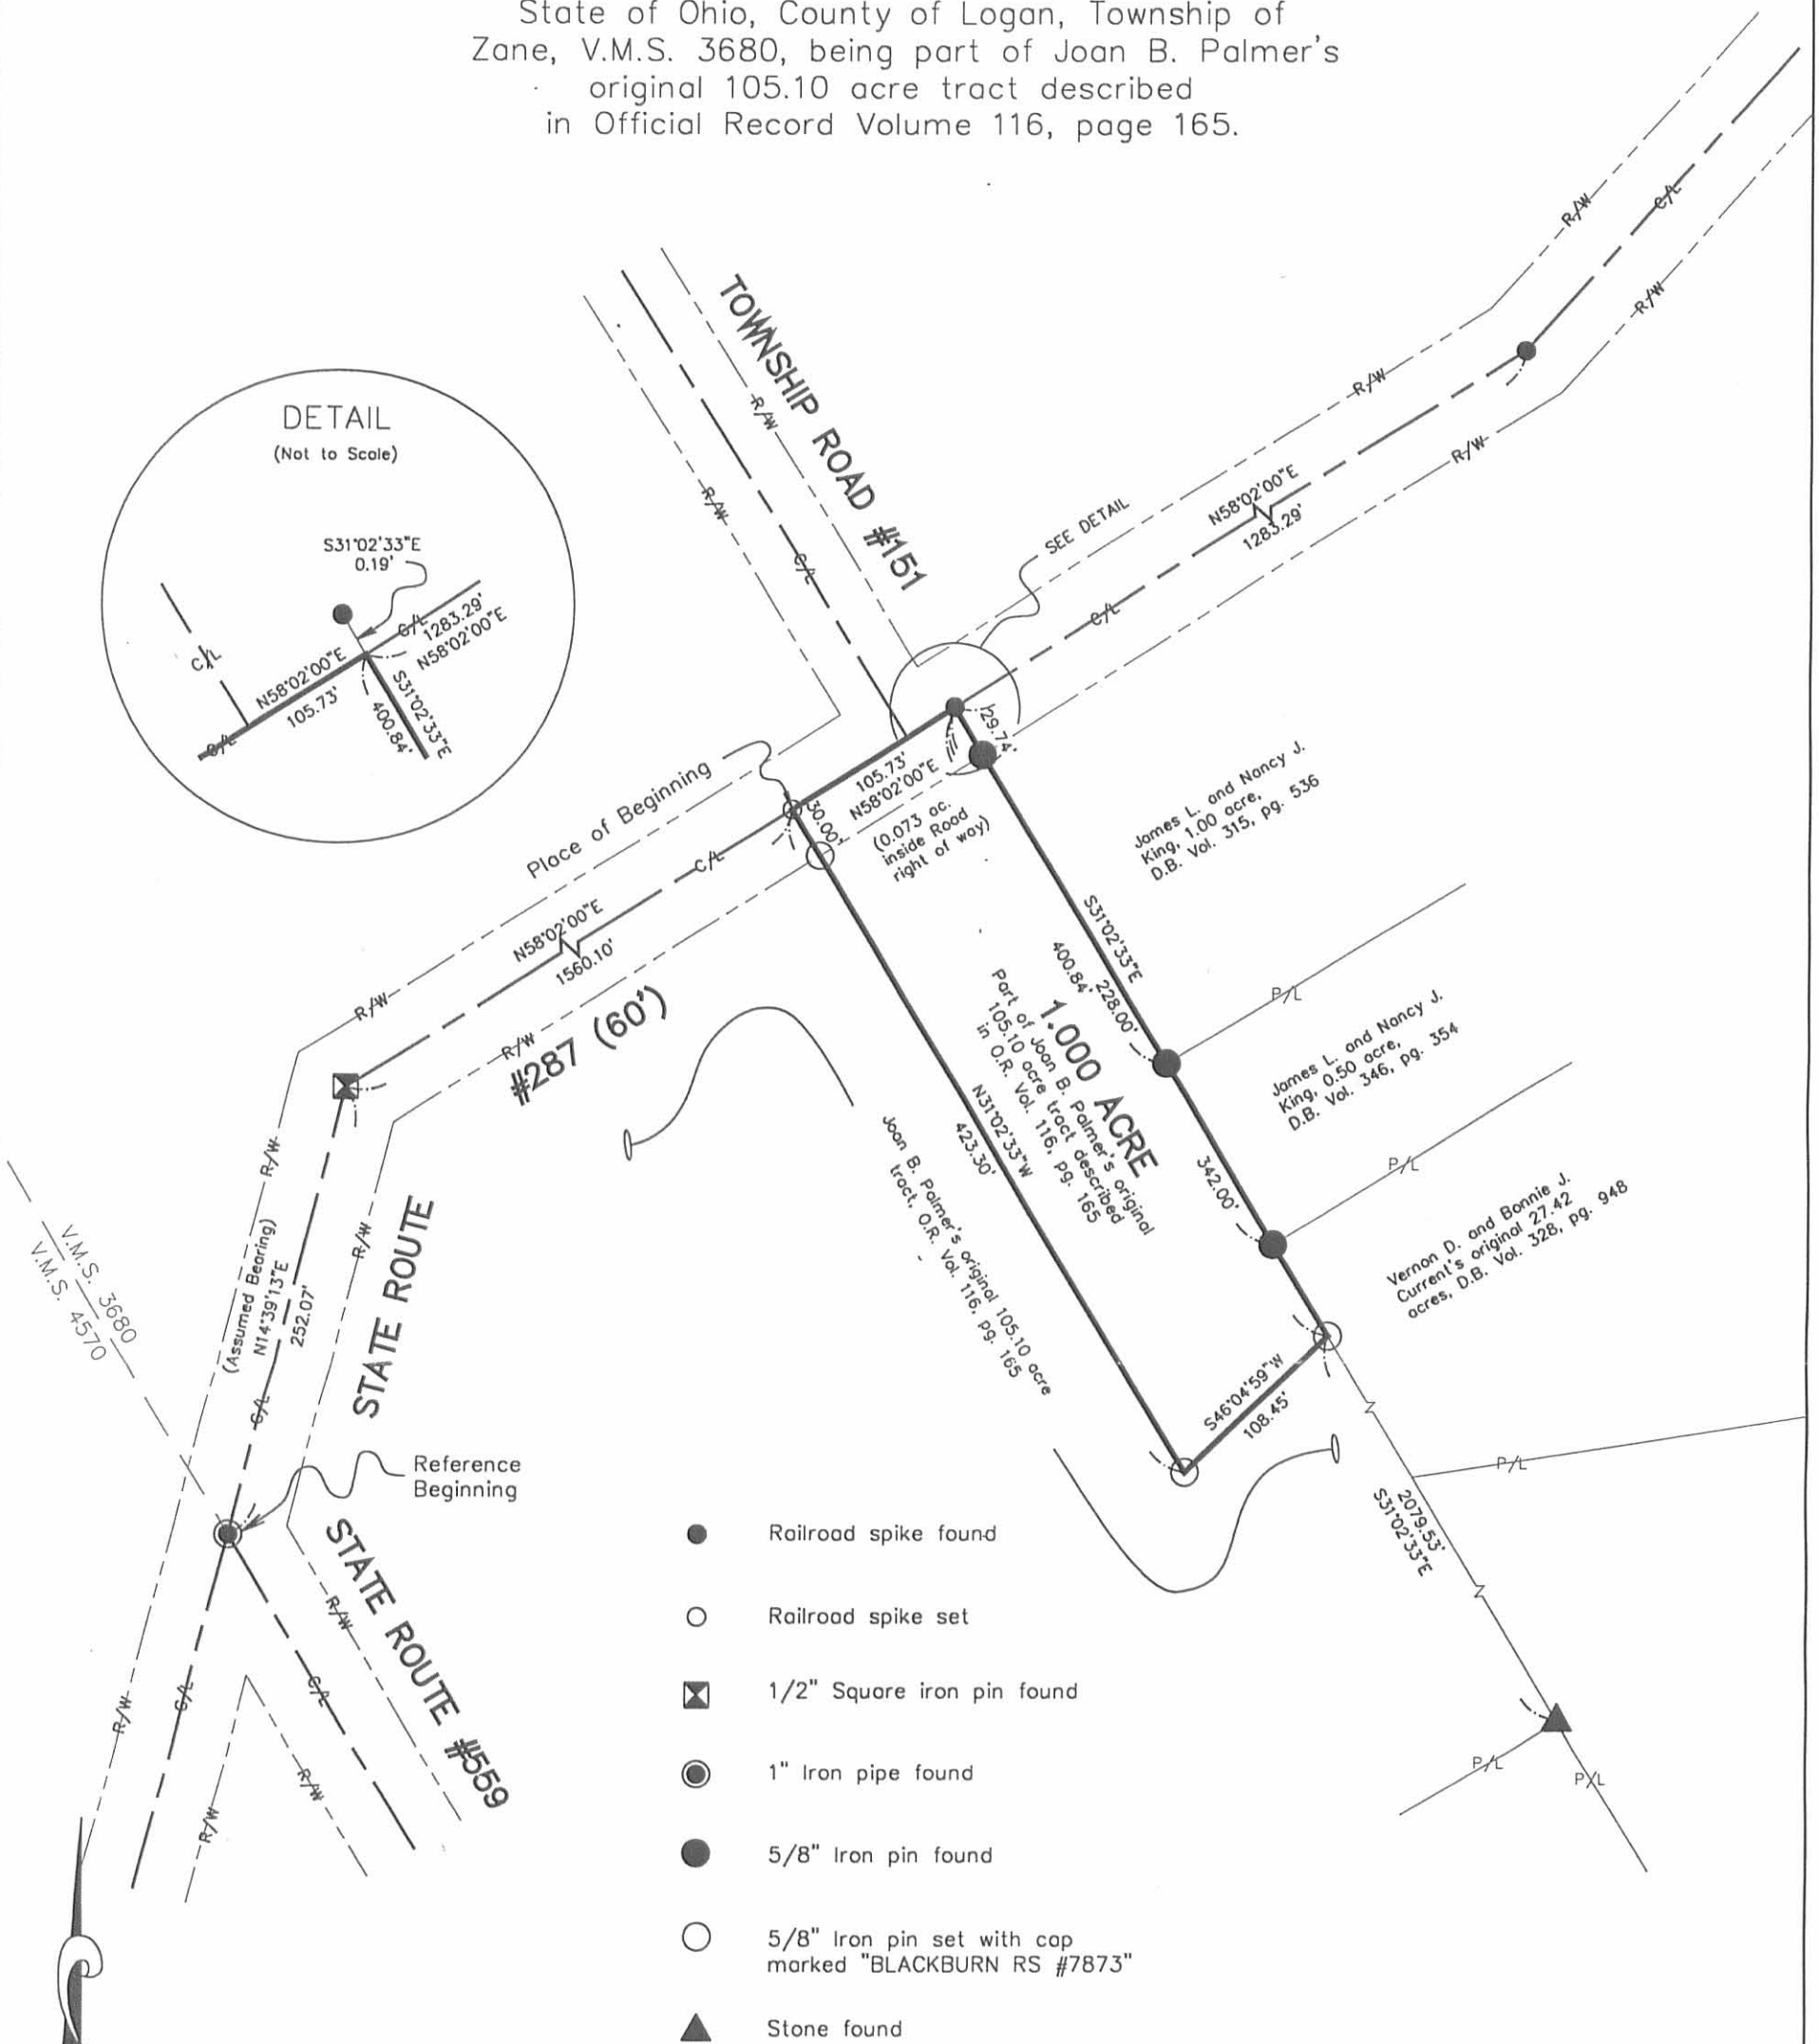 State of Ohio, County of Logan, Township of
Zane, V.M.S. 3680, being part of Joan B. Palmer's
original 105.10 acre tract described
in Official Record Volume 116, page 165.
R/W
C/L
R/W
TOWNSHIP ROAD #151
R/W
R/W
C/L
R/W
R/W
DETAIL
(Not to Scale)
S31°02'33"E
0.19'
C/L
1283.29'
N58°02'00"E
C/L
N58°02'00"E
105.73'
C/L
S31°02'33"E
400.84'
SEE DETAIL
N58°02'00"E
1283.29'
C/L
29.74'
105.73'
N58°02'00"E
30.00'
(0.073 ac.
inside Road
right of way)
Place of Beginning
C/L
N58°02'00"E
1560.10'
R/W
R/W
#287 (60')
James L. and Nancy J.
King, 1.00 acre,
D.B. Vol. 315, pg. 536
S31°02'33"E
400.84'
228.00'
P/L
1.000 ACRE
Part of Joan B. Palmer's original
105.10 acre tract described
in O.R. Vol. 116, pg. 165
James L. and Nancy J.
King, 0.50 acre,
D.B. Vol. 346, pg. 354
342.00'
P/L
N31°02'33"W
423.30'
Joan B. Palmer's original 105.10 acre
tract, O.R. Vol. 116, pg. 165
Vernon D. and Bonnie J.
Current's original 27.42
acres, D.B. Vol. 328, pg. 948
S46°04'59"W
108.45'
P/L
2079.53'
S31°02'33"E
P/L
P/L
R/W
R/W
(Assumed Bearing)
N14°39'13"E
252.07'
C/L
STATE ROUTE
V.M.S. 3680
V.M.S. 4570
Reference
Beginning
STATE ROUTE #559
R/W
C/L
R/W
C/L
R/W
R/W
Railroad spike found
Railroad spike set
1/2" Square iron pin found
1" Iron pipe found
5/8" Iron pin found
5/8" Iron pin set with cap
marked "BLACKBURN RS #7873"
Stone found